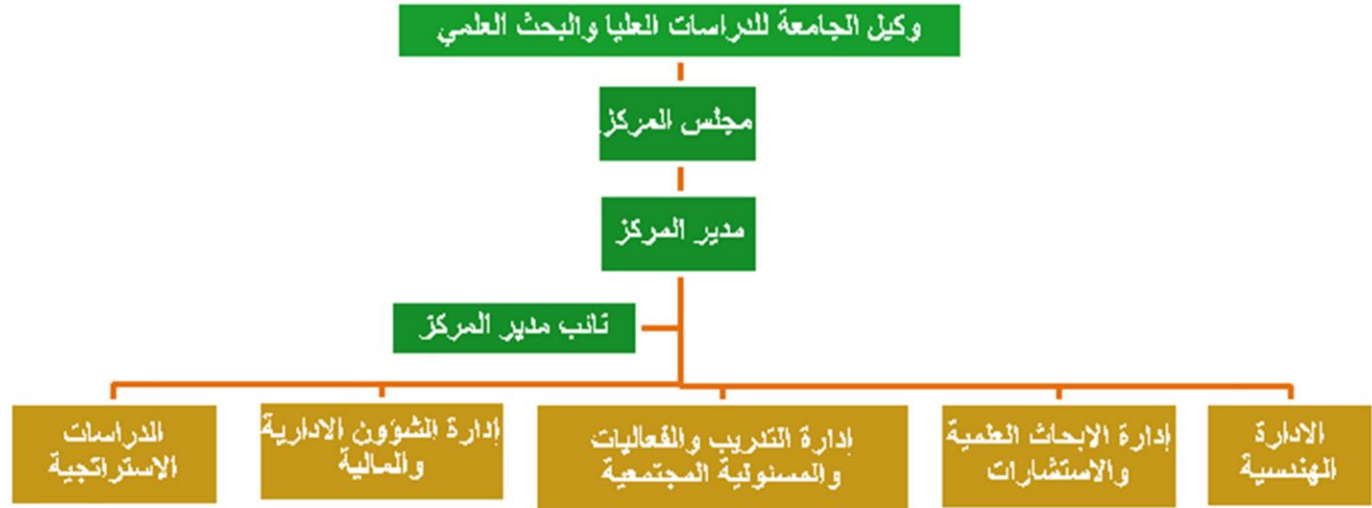 وكيل الجامعة للدراسات العليا والبحث العلمي
مجلس المركز
مدير المركز
نائب مدير المركز
الادارة
الهندسية
إدارة الابحاث العلمية
والاستشارات
إدارة التدريب والفعاليات
والمسئولية المجتمعية
إدارة الشؤون الادارية
والمالية
الدراسات
الاستراتجية